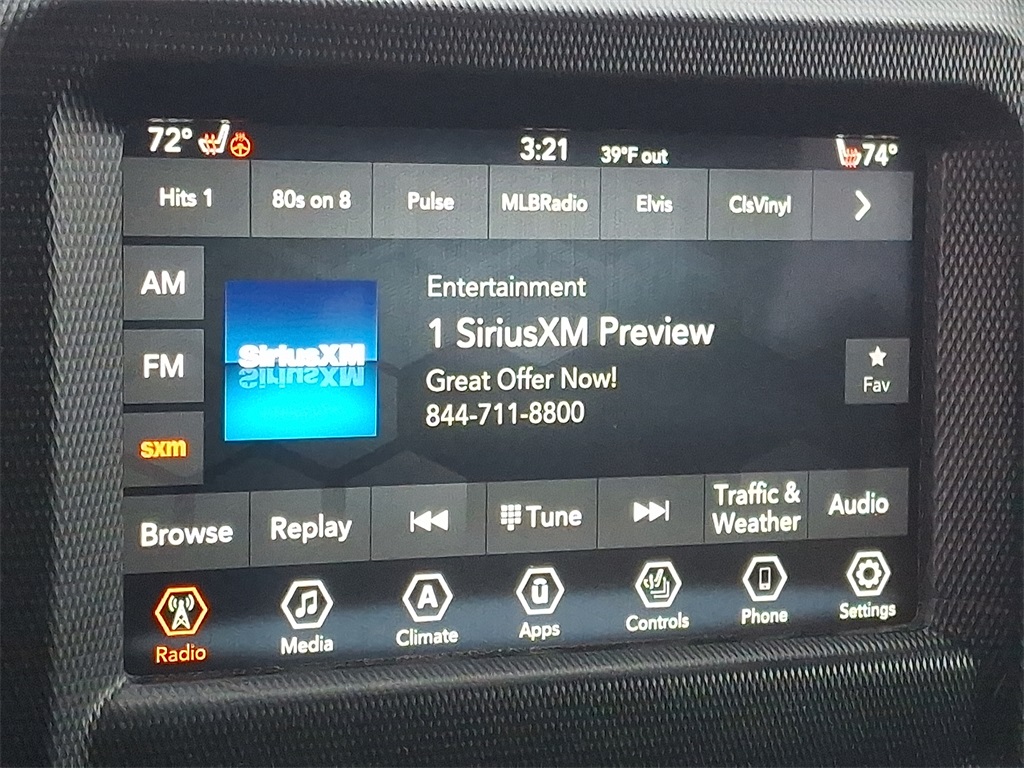 72° 3:21 39°F out 74°
Hits 1 80s on 8 Pulse MLBRadio Elvis ClsVinyl
AM
FM
sxm
SiriusXM
SiriusXM
Entertainment
1 SiriusXM Preview
Great Offer Now!
844-711-8800
Fav
Browse Replay Tune Traffic & Weather Audio
A ū
Radio Media Climate Apps Controls Phone Settings